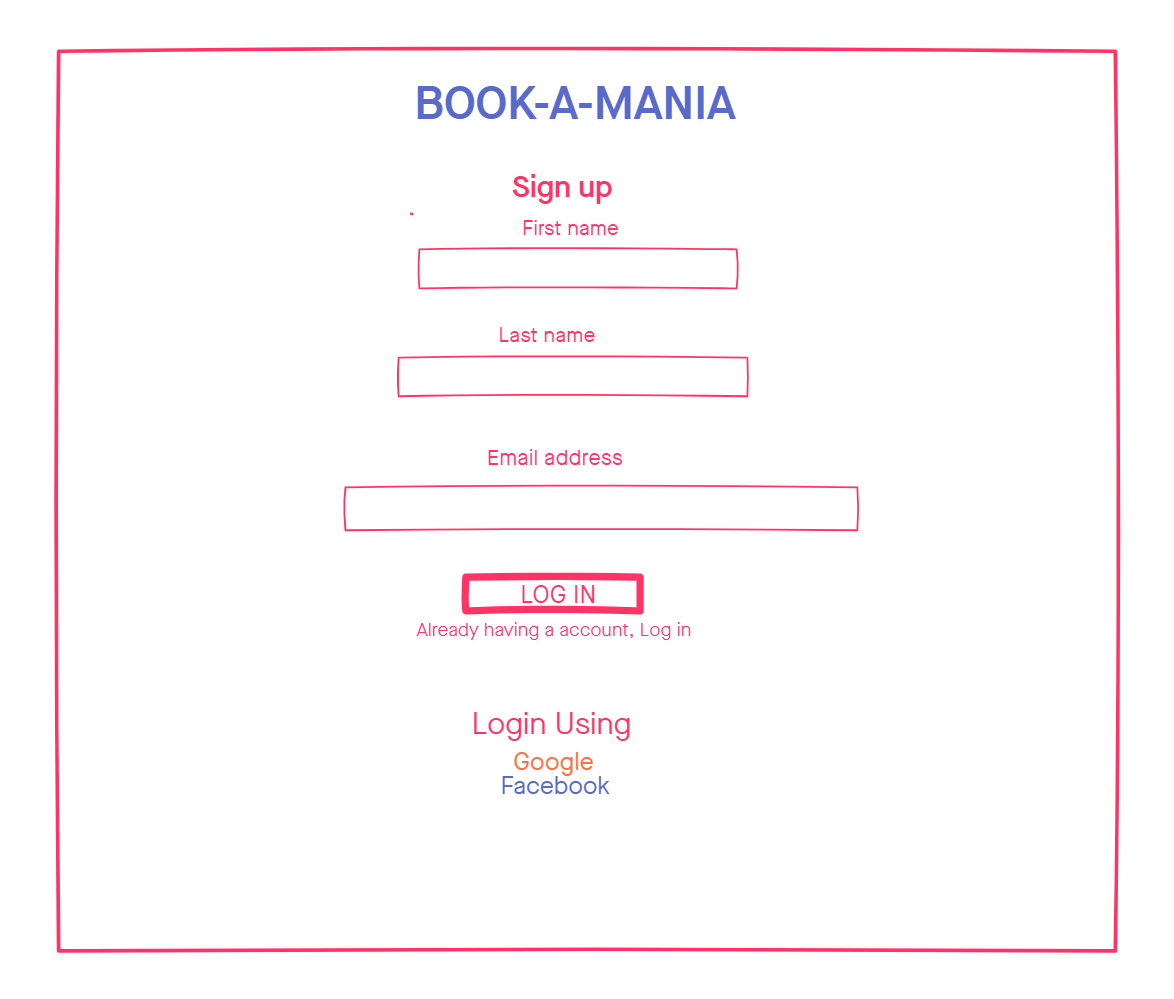 BOOK-A-MANIA
Sign up
First name
Last name
Email address
LOG IN
Already having a account, Log in
Login Using
Google
Facebook